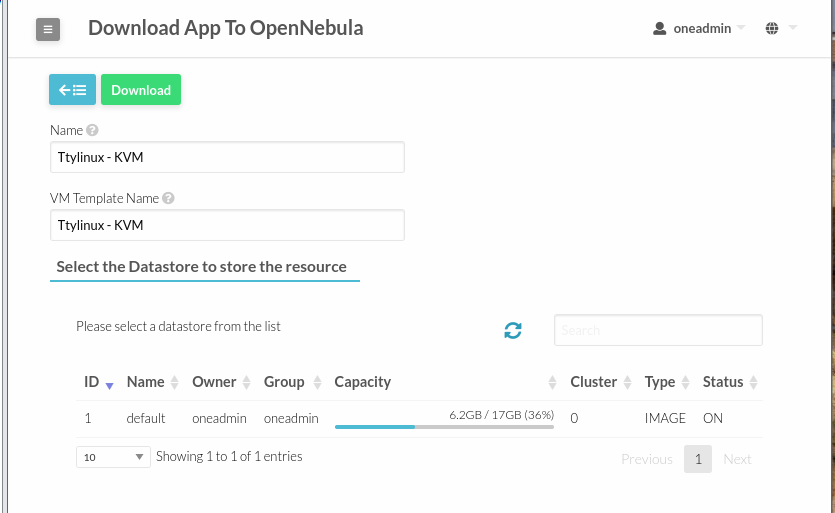 Download App To OpenNebula
oneadmin
Download
Name
Ttylinux - KVM
VM Template Name
Ttylinux - KVM
Select the Datastore to store the resource
Please select a datastore from the list
Search
ID Name Owner Group Capacity Cluster Type Status
1 default oneadmin oneadmin 6.2GB / 17GB (36%) 0 IMAGE ON
10 Showing 1 to 1 of 1 entries
Previous 1 Next